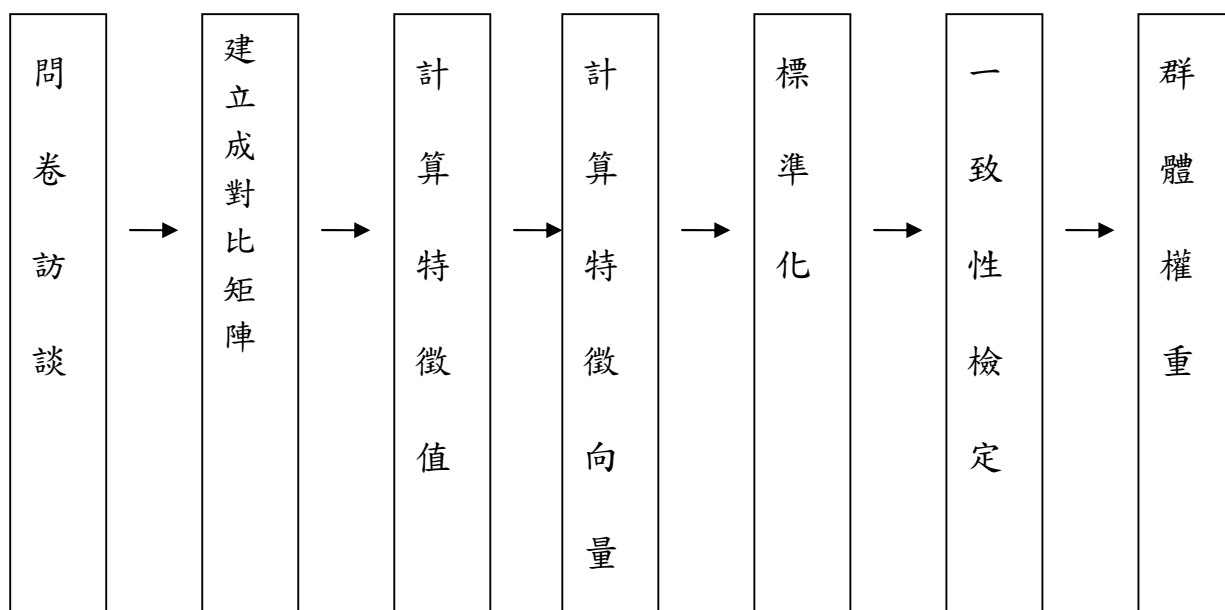 問卷訪談
建立成對比矩陣
計算特徵值
計算特徵向量
標準化
一致性檢定
群體權重